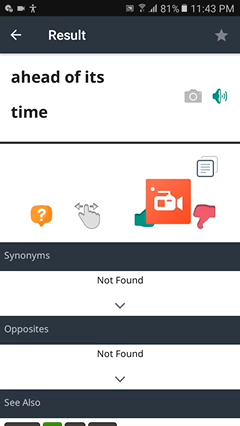 81% 11:43 PM
Result
ahead of its
time
?
Synonyms
Not Found
Opposites
Not Found
See Also